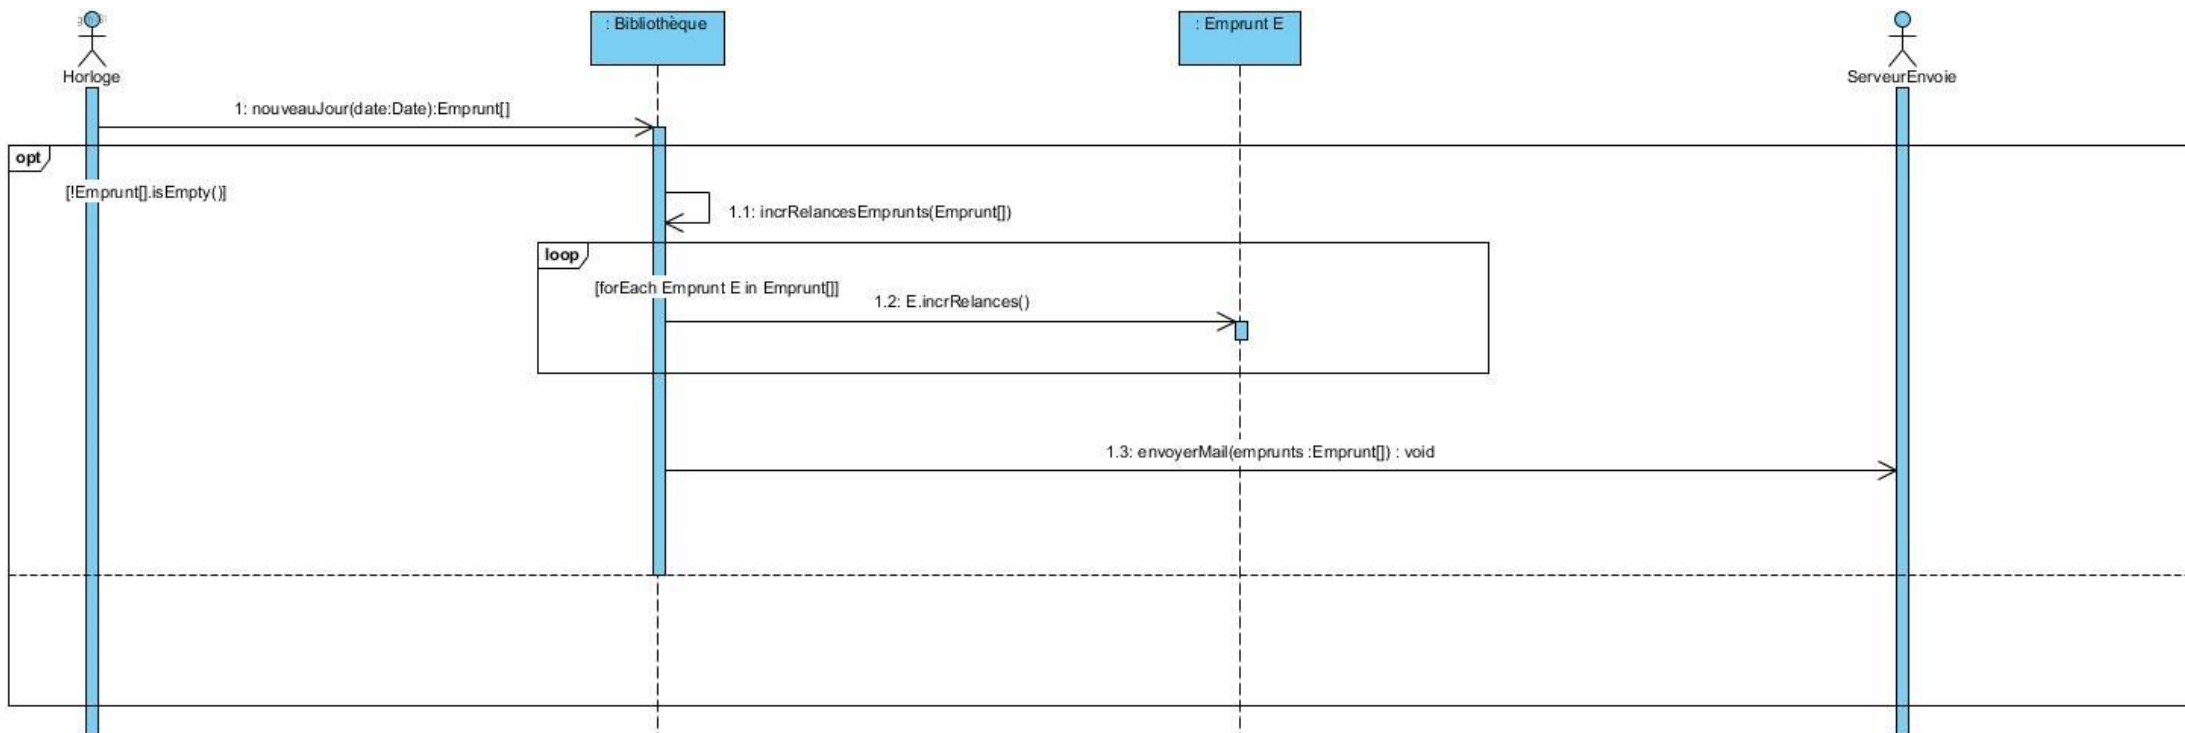 : Bibliothèque
: Emprunt E
Horloge
ServeurEnvoie
1: nouveauJour(date:Date):Emprunt[]
opt
[!Emprunt[].isEmpty()]
1.1: incrRelancesEmprunts(Emprunt[])
loop
[forEach Emprunt E in Emprunt[]]
1.2: E.incrRelances()
1.3: envoyerMail(emprunts :Emprunt[]) : void